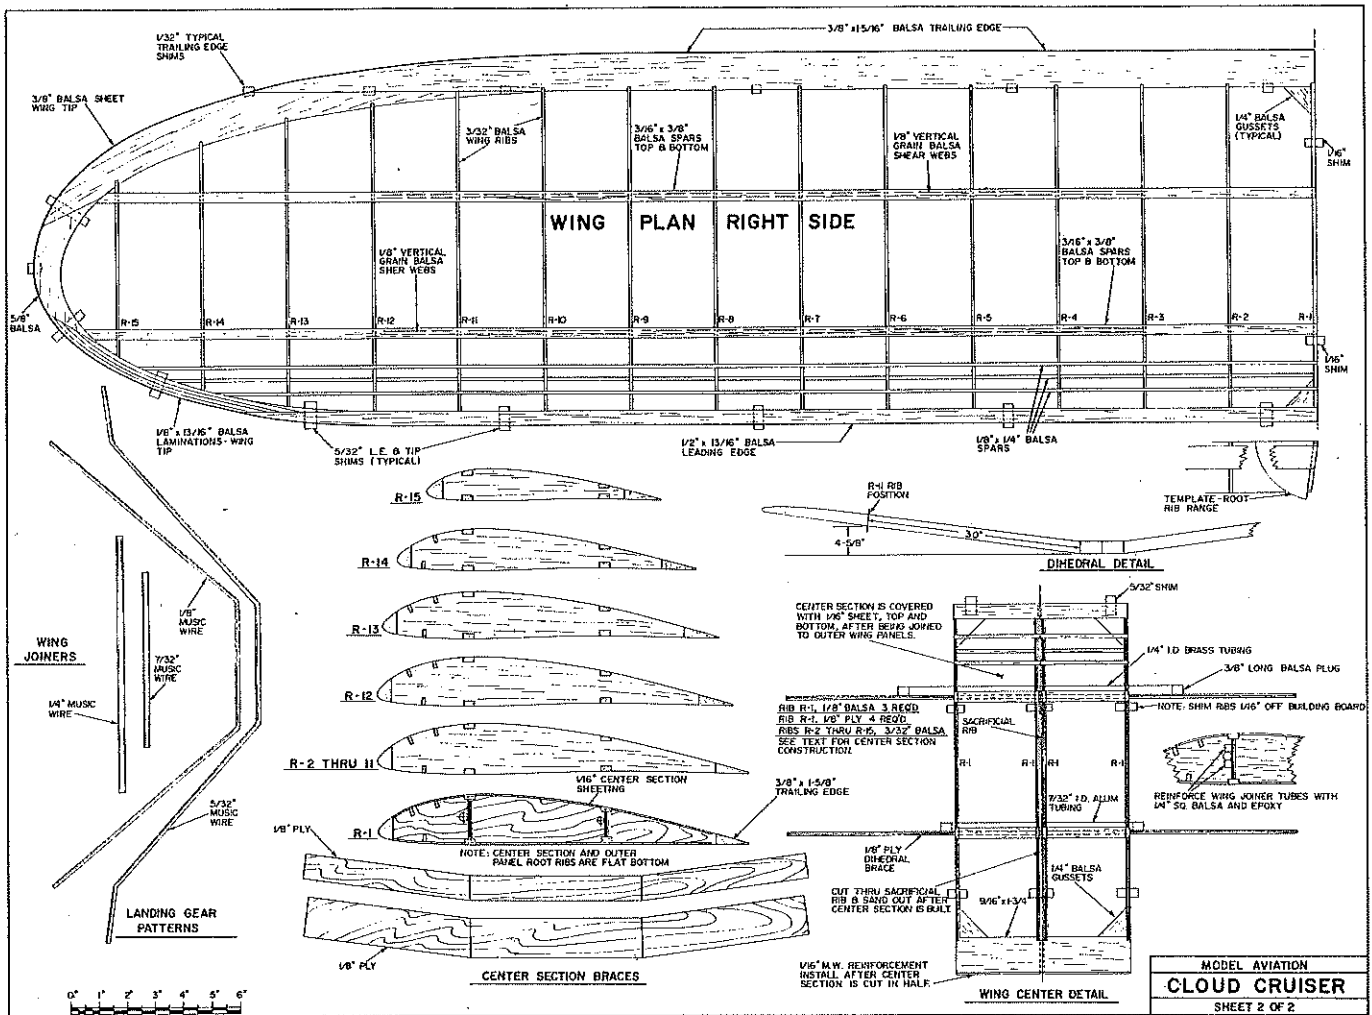 1/32" TYPICAL
TRAILING EDGE
SHIMS
3/8" x 1-5/16" BALSA TRAILING EDGE
3/8" BALSA SHEET
WING TIP
3/32" BALSA
WING RIBS
3/16" x 3/8"
BALSA SPARS
TOP & BOTTOM
1/8" VERTICAL
GRAIN BALSA
SHEAR WEBS
1/4" BALSA
GUSSETS
(TYPICAL)
1/16"
SHIM
WING PLAN RIGHT SIDE
1/8" VERTICAL
GRAIN BALSA
SHER WEBS
3/16" x 3/8"
BALSA SPARS
TOP & BOTTOM
5/8"
BALSA
R-15 R-14 R-13 R-12 R-11 R-10 R-9 R-8 R-7 R-6 R-5 R-4 R-3 R-2 R-1
1/16"
SHIM
1/8" x 13/16" BALSA
LAMINATIONS-WING
TIP
5/32" L.E. & TIP
SHIMS (TYPICAL)
1/2" x 13/16" BALSA
LEADING EDGE
1/8" x 1/4" BALSA
SPARS
TEMPLATE-ROOT
RIB RANGE
R-15
R-14
R-13
R-12
R-2 THRU 11
R-1
R-11 RIB
POSITION
4-5/8"
30"
DIHEDRAL DETAIL
WING
JOINERS
1/8"
MUSIC
WIRE
7/32"
MUSIC
WIRE
1/4" MUSIC
WIRE
5/32"
MUSIC
WIRE
LANDING GEAR
PATTERNS
1/16" CENTER SECTION
SHEETING
3/8" x 1-5/8"
TRAILING EDGE
NOTE: CENTER SECTION AND OUTER
PANEL ROOT RIBS ARE FLAT BOTTOM
1/8" PLY
1/8" PLY
CENTER SECTION BRACES
5/32" SHIM
CENTER SECTION IS COVERED
WITH 1/16" SHEET, TOP AND
BOTTOM, AFTER BEING JOINED
TO OUTER WING PANELS.
1/4" I.D BRASS TUBING
3/8" LONG BALSA PLUG
RIB R-1, 1/8" BALSA 3 REQ'D
RIB R-1, 1/8" PLY 4 REQ'D
RIBS R-2 THRU R-15, 3/32" BALSA
SEE TEXT FOR CENTER SECTION
CONSTRUCTION.
NOTE: SHIM RIBS 1/16" OFF BUILDING BOARD
SACRIFICIAL
RIB
R-1 R-1 R-1 R-1
7/32" I.D. ALUM
TUBING
REINFORCE WING JOINER TUBES WITH
1/4" SQ. BALSA AND EPOXY
1/8" PLY
DIHEDRAL
BRACE
1/4" BALSA
GUSSETS
CUT THRU SACRIFICIAL
RIB & SAND OUT AFTER
CENTER SECTION IS BUILT.
9/16" x 1-3/4"
1/16" M.W. REINFORCEMENT
INSTALL AFTER CENTER
SECTION IS CUT IN HALF.
WING CENTER DETAIL
0" 1" 2" 3" 4" 5" 6"
MODEL AVIATION
CLOUD CRUISER
SHEET 2 OF 2